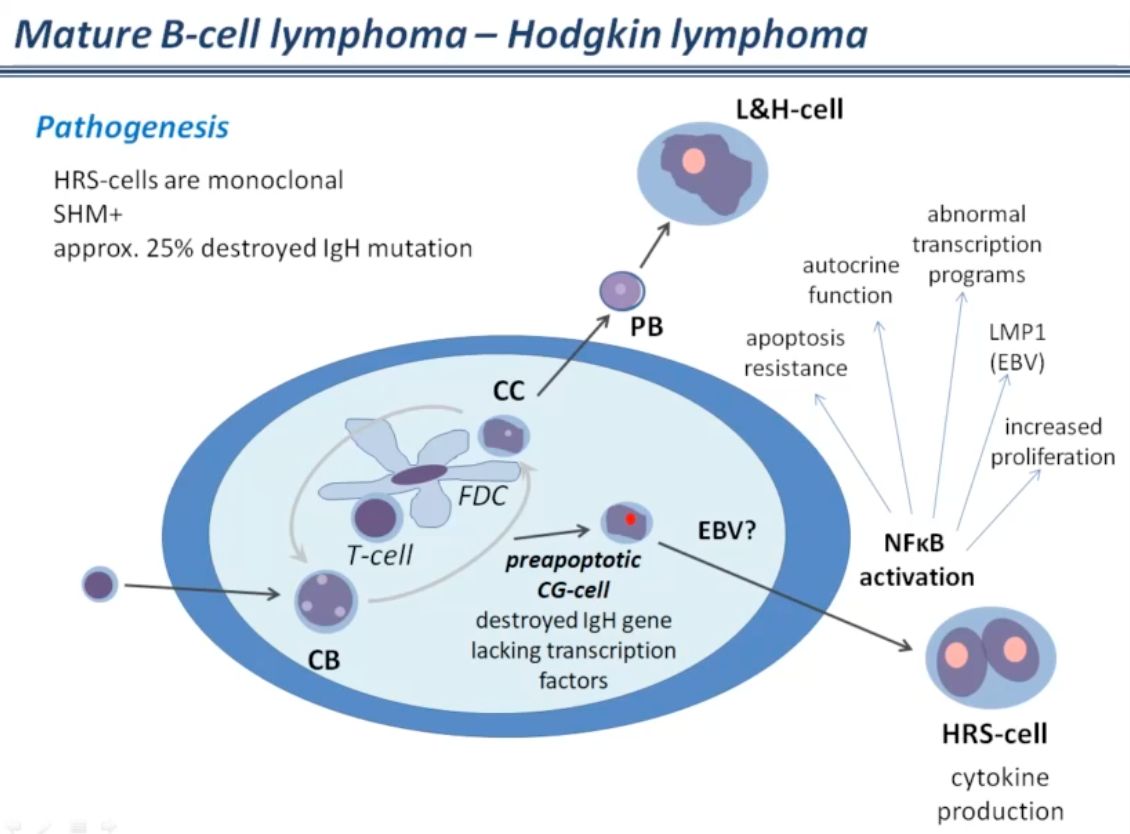 Mature B-cell lymphoma – Hodgkin lymphoma
Pathogenesis
HRS-cells are monoclonal
SHM+
approx. 25% destroyed IgH mutation
L&H-cell
PB
abnormal
transcription
programs
autocrine
function
apoptosis
resistance
LMP1
(EBV)
increased
proliferation
NFκB
activation
CC
FDC
T-cell
CB
preapoptotic
CG-cell
destroyed IgH gene
lacking transcription
factors
EBV?
HRS-cell
cytokine
production